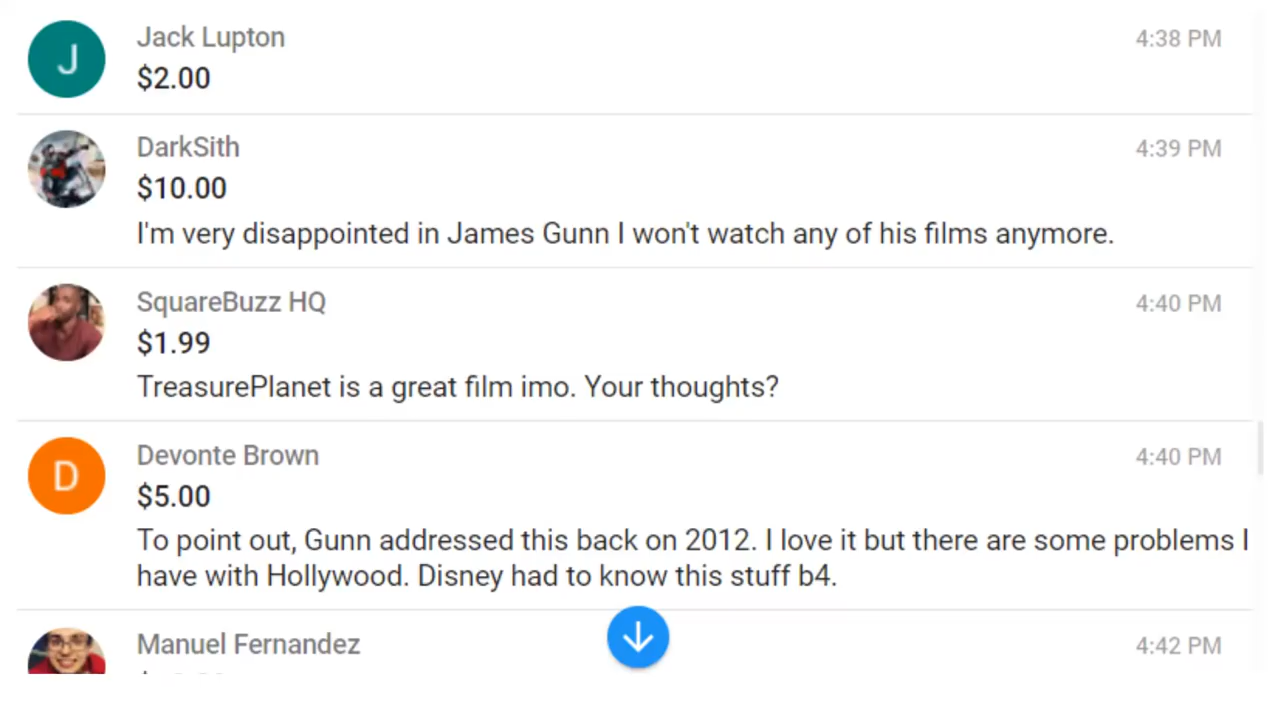 J
Jack Lupton
4:38 PM
$2.00
DarkSith
4:39 PM
$10.00
I'm very disappointed in James Gunn I won't watch any of his films anymore.
SquareBuzz HQ
4:40 PM
$1.99
TreasurePlanet is a great film imo. Your thoughts?
D
Devonte Brown
4:40 PM
$5.00
To point out, Gunn addressed this back on 2012. I love it but there are some problems I
have with Hollywood. Disney had to know this stuff b4.
Manuel Fernandez
4:42 PM